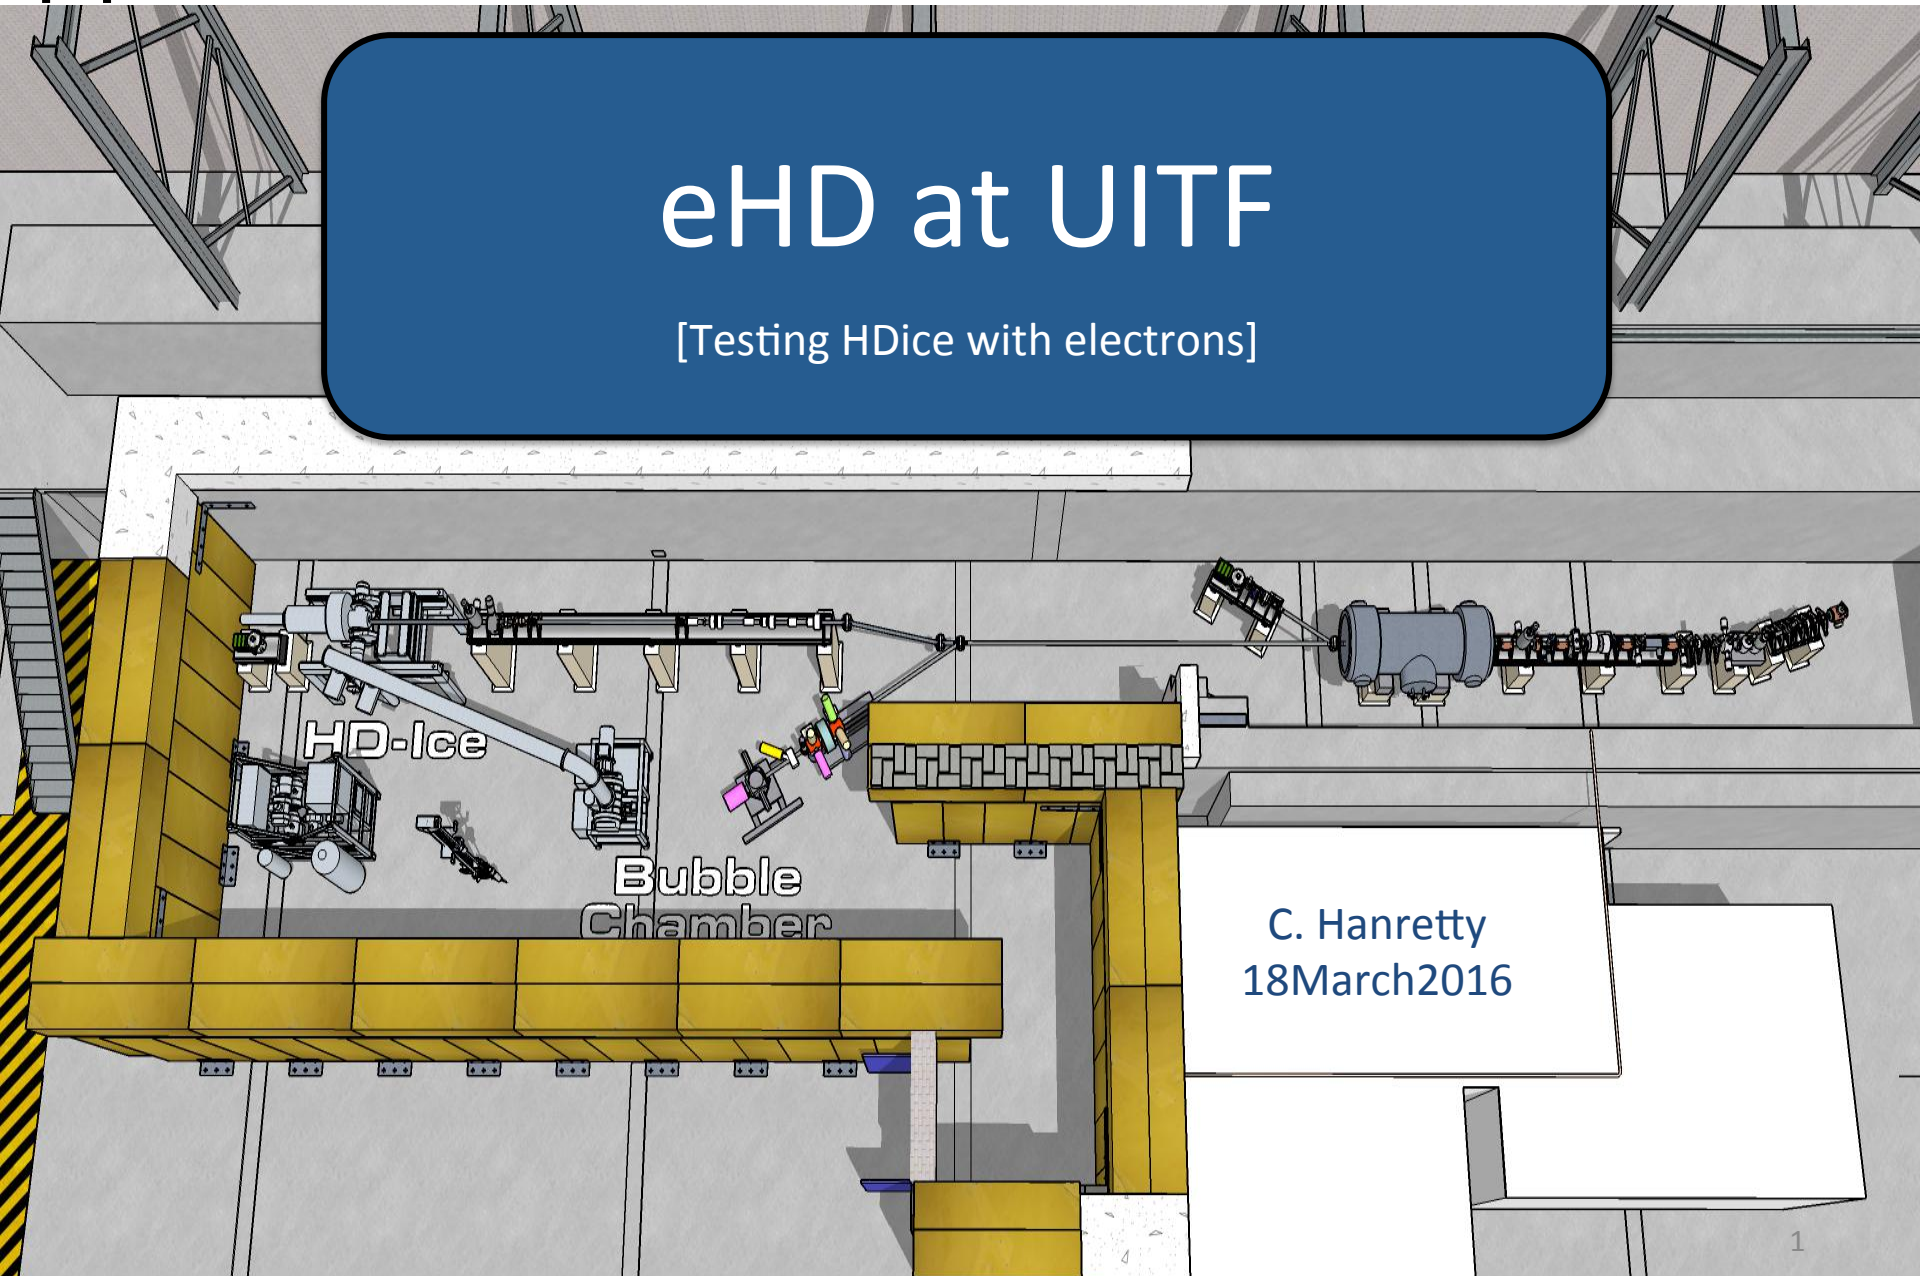 eHD at UITF
[Testing HDice with electrons]
HD-Ice
Bubble
Chamber
C. Hanretty
18March2016
1